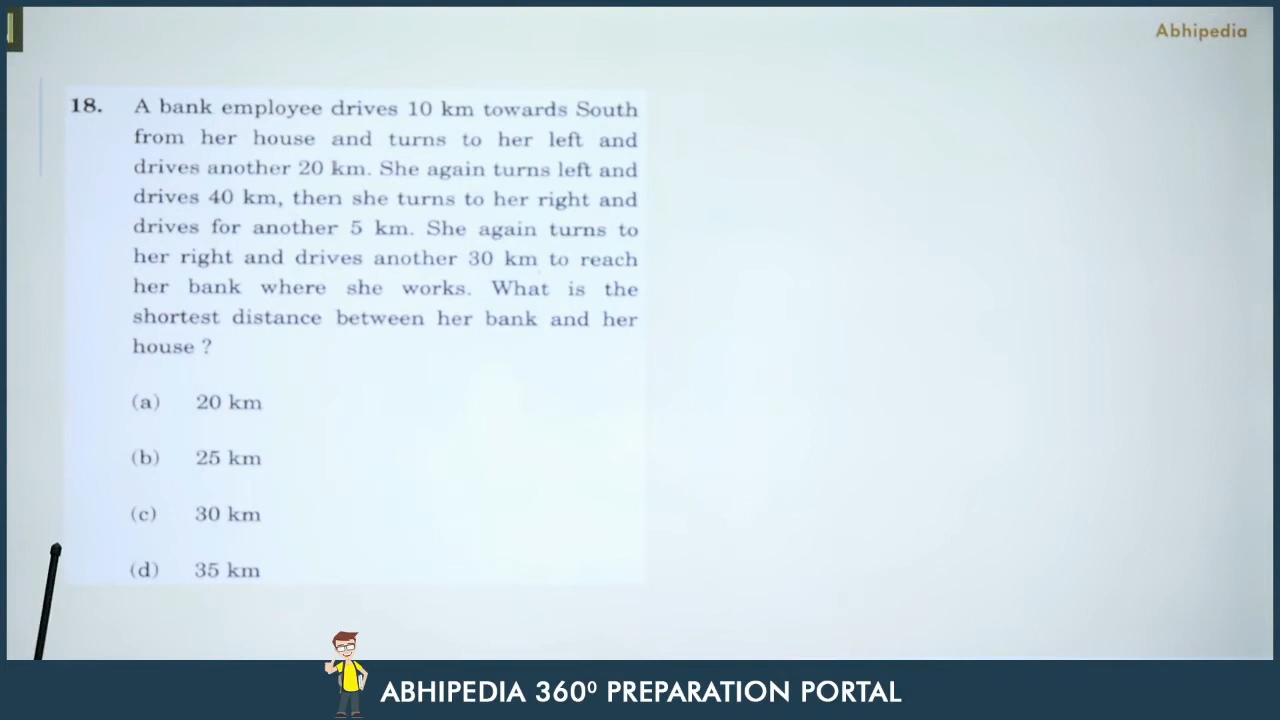 Abhipedia
18. A bank employee drives 10 km towards South
from her house and turns to her left and
drives another 20 km. She again turns left and
drives 40 km, then she turns to her right and
drives for another 5 km. She again turns to
her right and drives another 30 km to reach
her bank where she works. What is the
shortest distance between her bank and her
house ?
(a) 20 km
(b) 25 km
(c) 30 km
(d) 35 km
ABHIPEDIA 360⁰ PREPARATION PORTAL